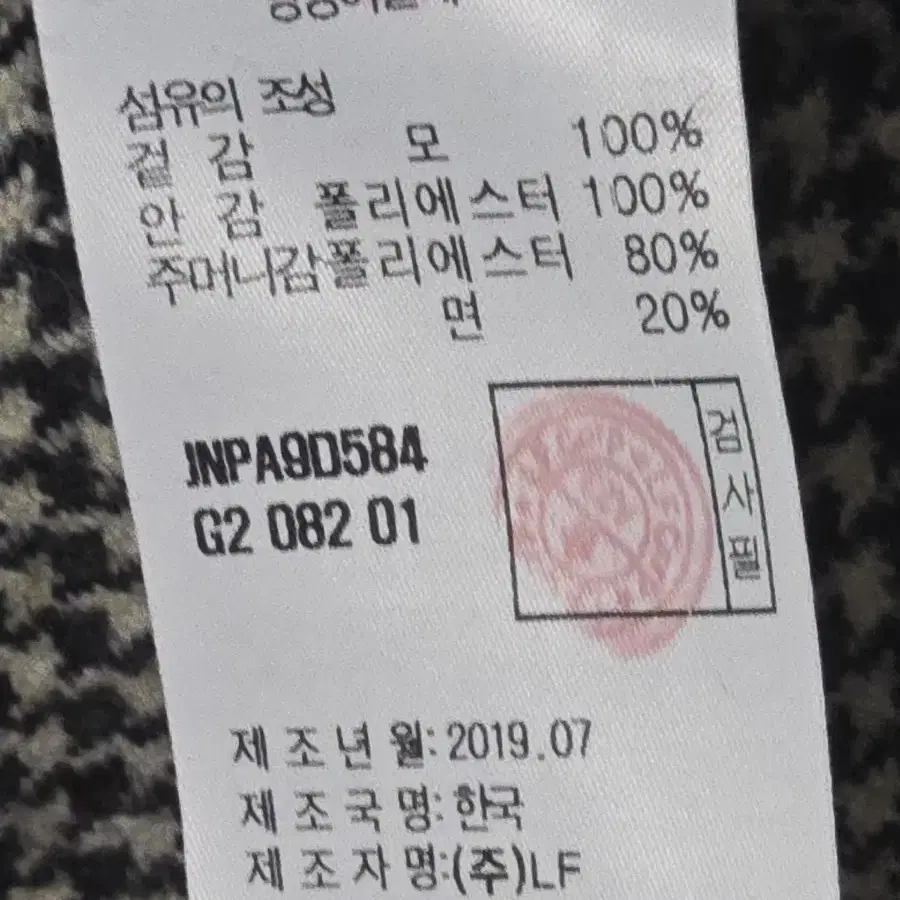 섬유의 조성
겉 감 모 100%
안 감 폴리에스터 100%
주머니감폴리에스터 80%
면 20%
JNPA9D584
G2 082 01
검사필
제조년월:2019.07
제조국명:한국
제조자명:(주)LF